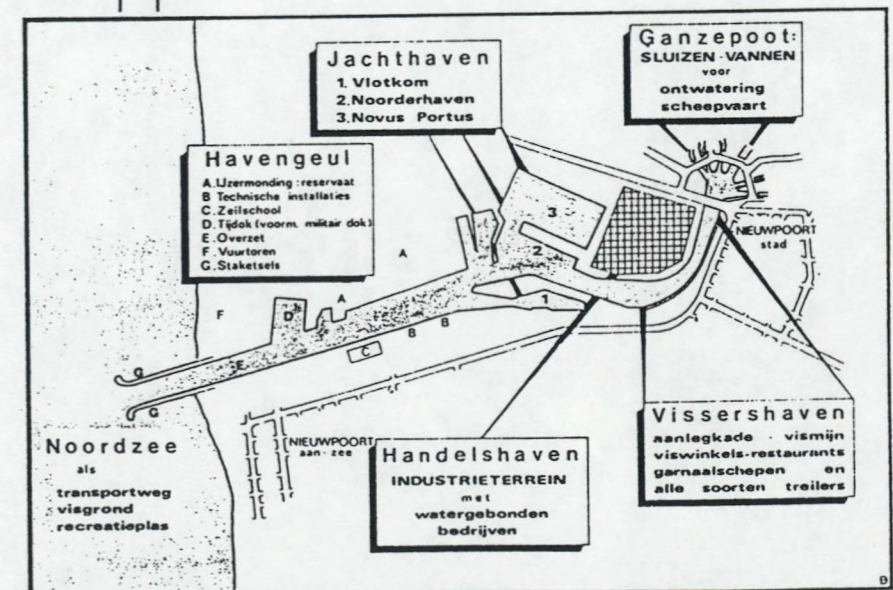 Jachthaven
1. Vlotkom
2. Noorderhaven
3. Novus Portus
Ganzepoot:
SLUIZEN-VANNEN
voor
ontwatering
scheepvaart
Havengeul
A. IJzermonding : reservaat
B Technische installaties
C. Zeilschool
D. Tijdok (voorm. militair dok)
E. Overzet
F. Vuurtoren
G. Staketsels
A
3
2
1
NIEUWPOORT
stad
F
D
A
B
B
C
E
G
G
Noordzee
als
transportweg
visgrond
recreatieplas
NIEUWPOORT
aan-zee
Handelshaven
INDUSTRIETERREIN
met
watergebonden
bedrijven
Vissershaven
aanlegkade - vismijn
viswinkels-restaurants
garnaalschepen en
alle soorten treilers